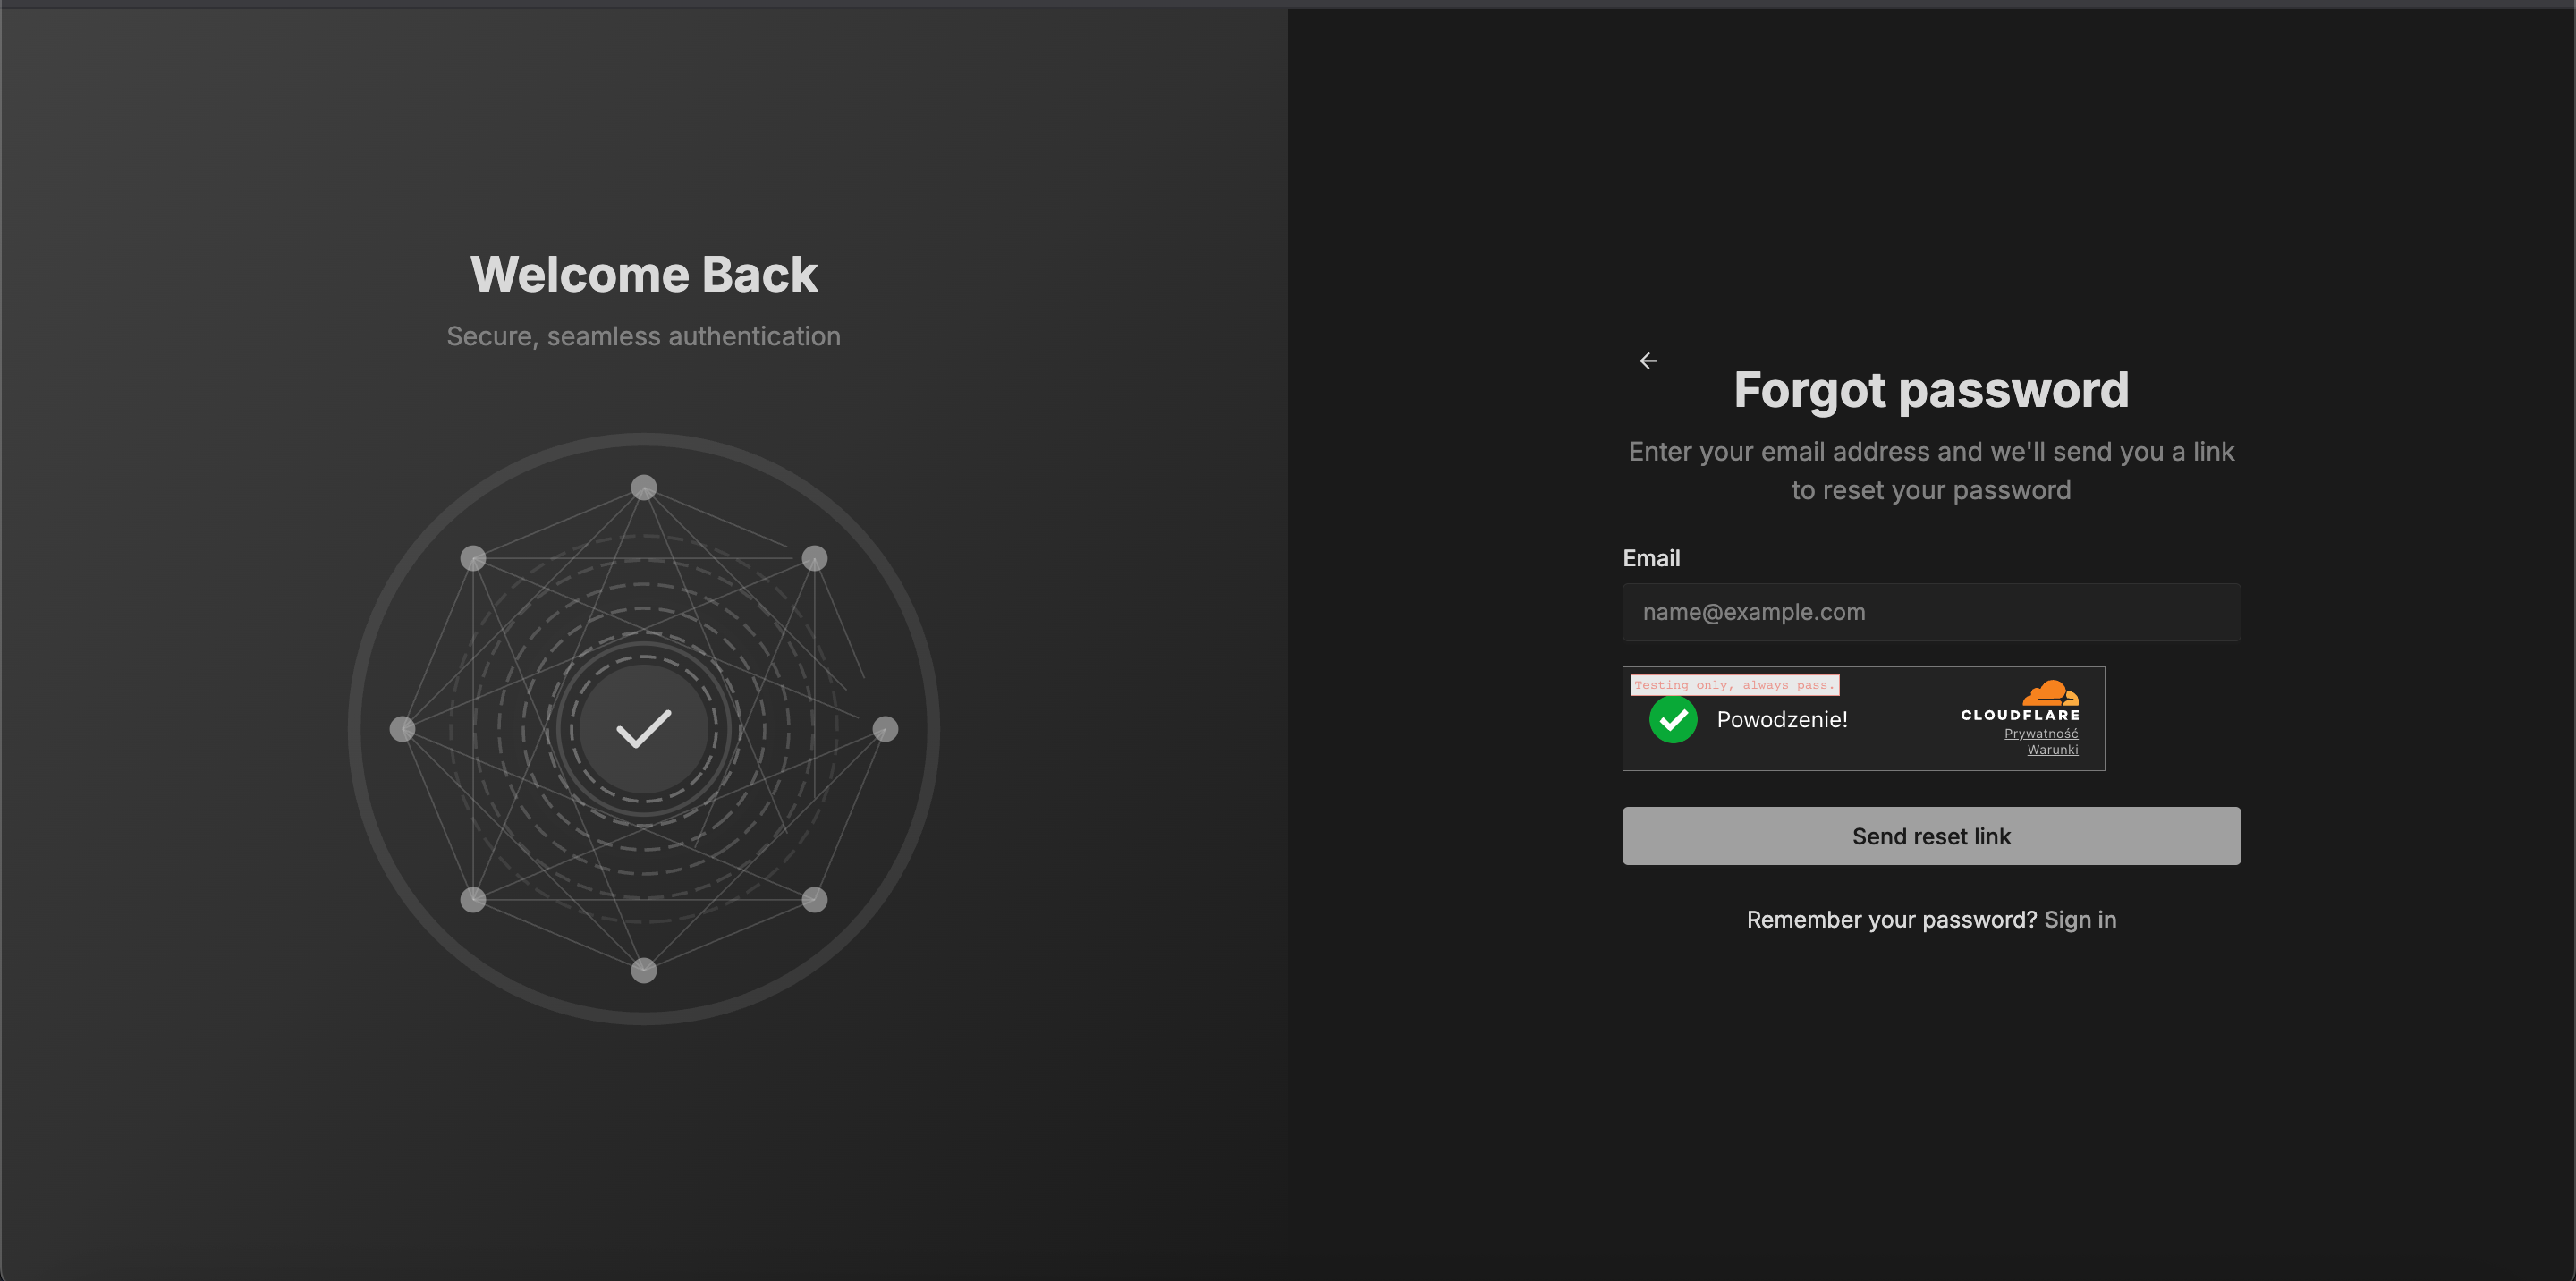 Welcome Back
Secure, seamless authentication
Forgot password
Enter your email address and we'll send you a link
to reset your password
Email
name@example.com
Testing only, always pass.
Powodzenie!
CLOUDFLARE
Prywatność
Warunki
Send reset link
Remember your password? Sign in